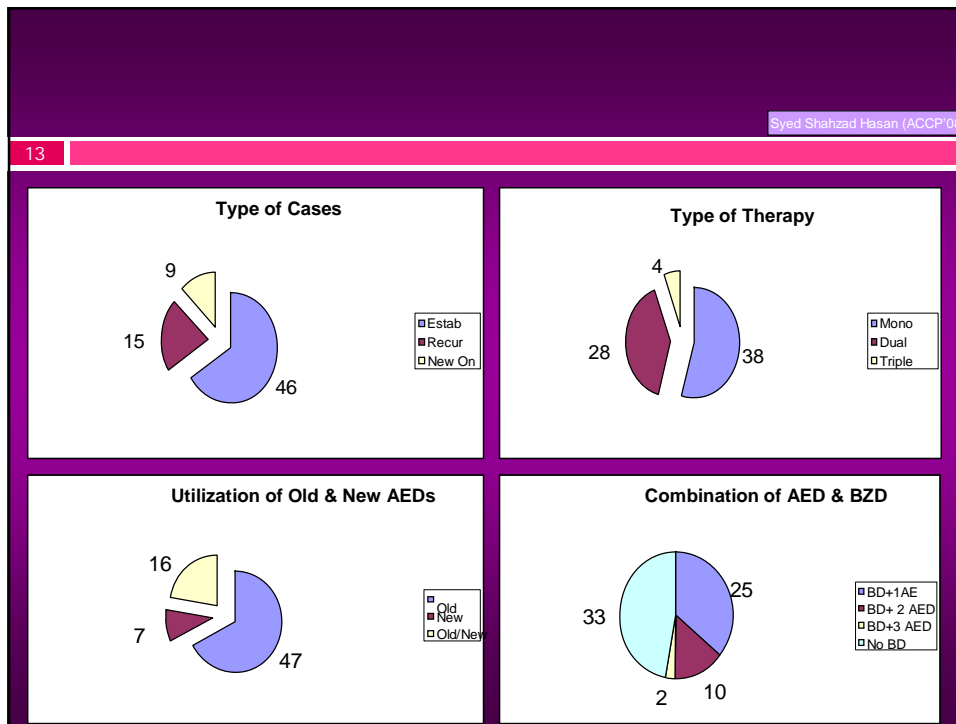 Syed Shahzad Hasan (ACCP'08
13
Type of Cases
9
15
46
Estab
Recur
New On
Type of Therapy
4
28
38
Mono
Dual
Triple
Utilization of Old & New AEDs
16
7
47
Old
New
Old/New
Combination of AED & BZD
25
33
2
10
BD+1AE
BD+ 2 AED
BD+3 AED
No BD